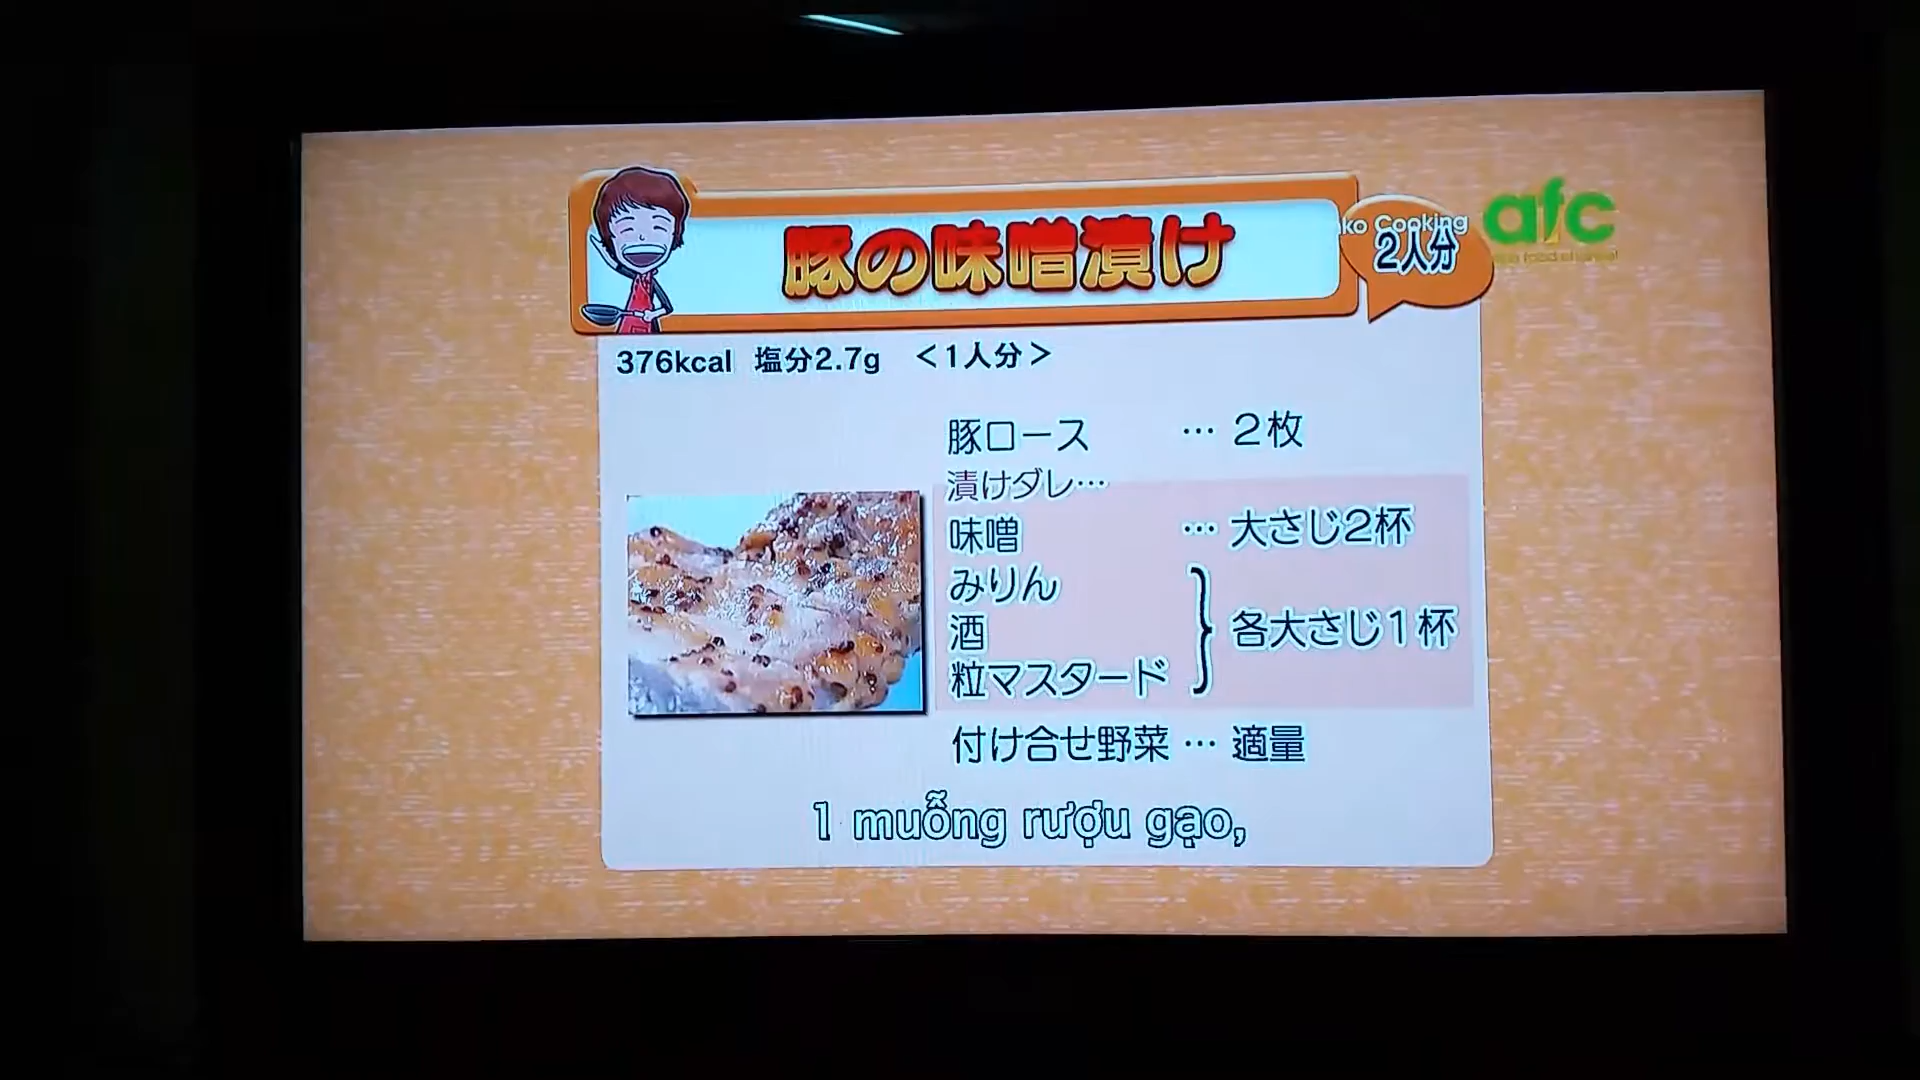 豚の味噌漬け
ko Cooking
2人分
afc
376kcal 塩分2.7g <1人分>
豚ロース … 2枚
漬けダレ…
味噌 … 大さじ2杯
みりん
酒
粒マスタード
各大さじ1杯
付け合せ野菜 … 適量
1 muỗng rượu gạo,